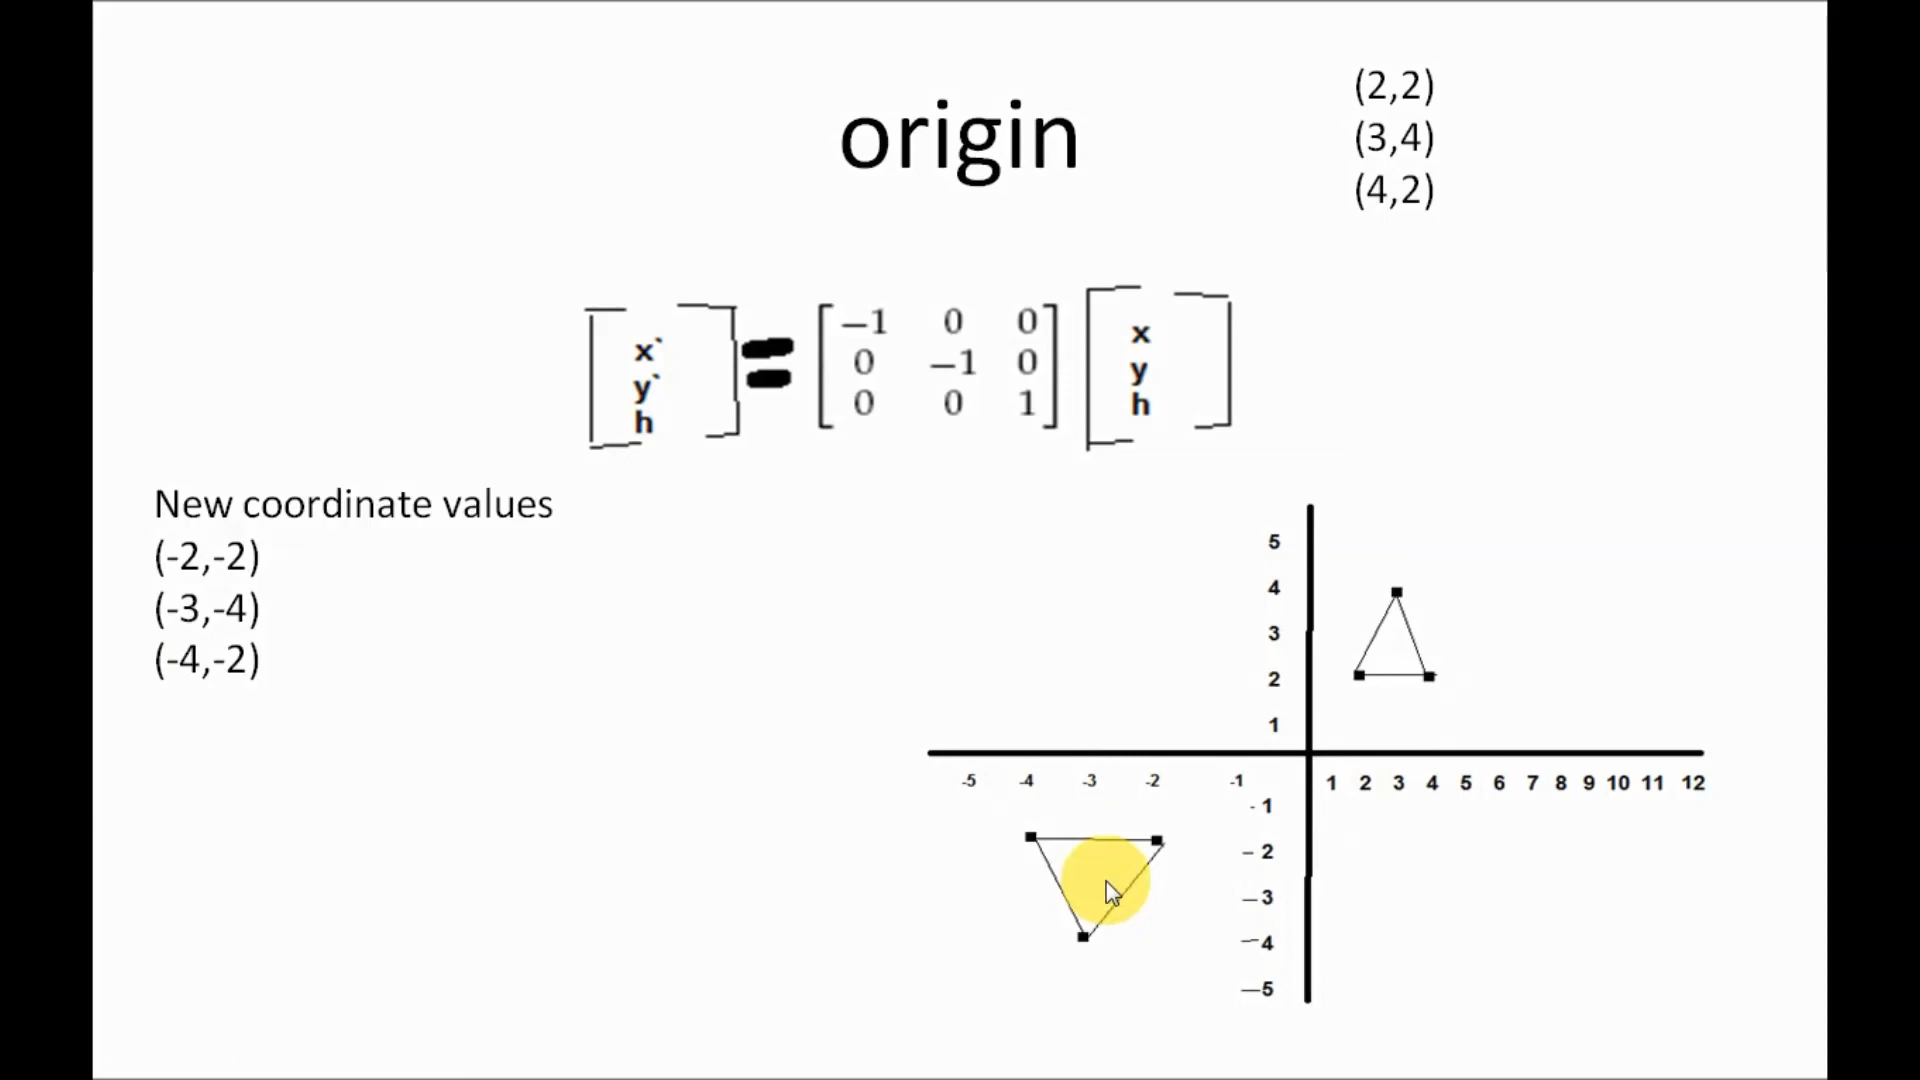 origin
(2,2)
(3,4)
(4,2)
x`
y`
h
=
−1 0 0
0 −1 0
0 0 1
x
y
h
New coordinate values
(-2,-2)
(-3,-4)
(-4,-2)
5
4
3
2
1
-5 -4 -3 -2 -1 1 2 3 4 5 6 7 8 9 10 11 12
- 1
– 2
—3
—4
—5